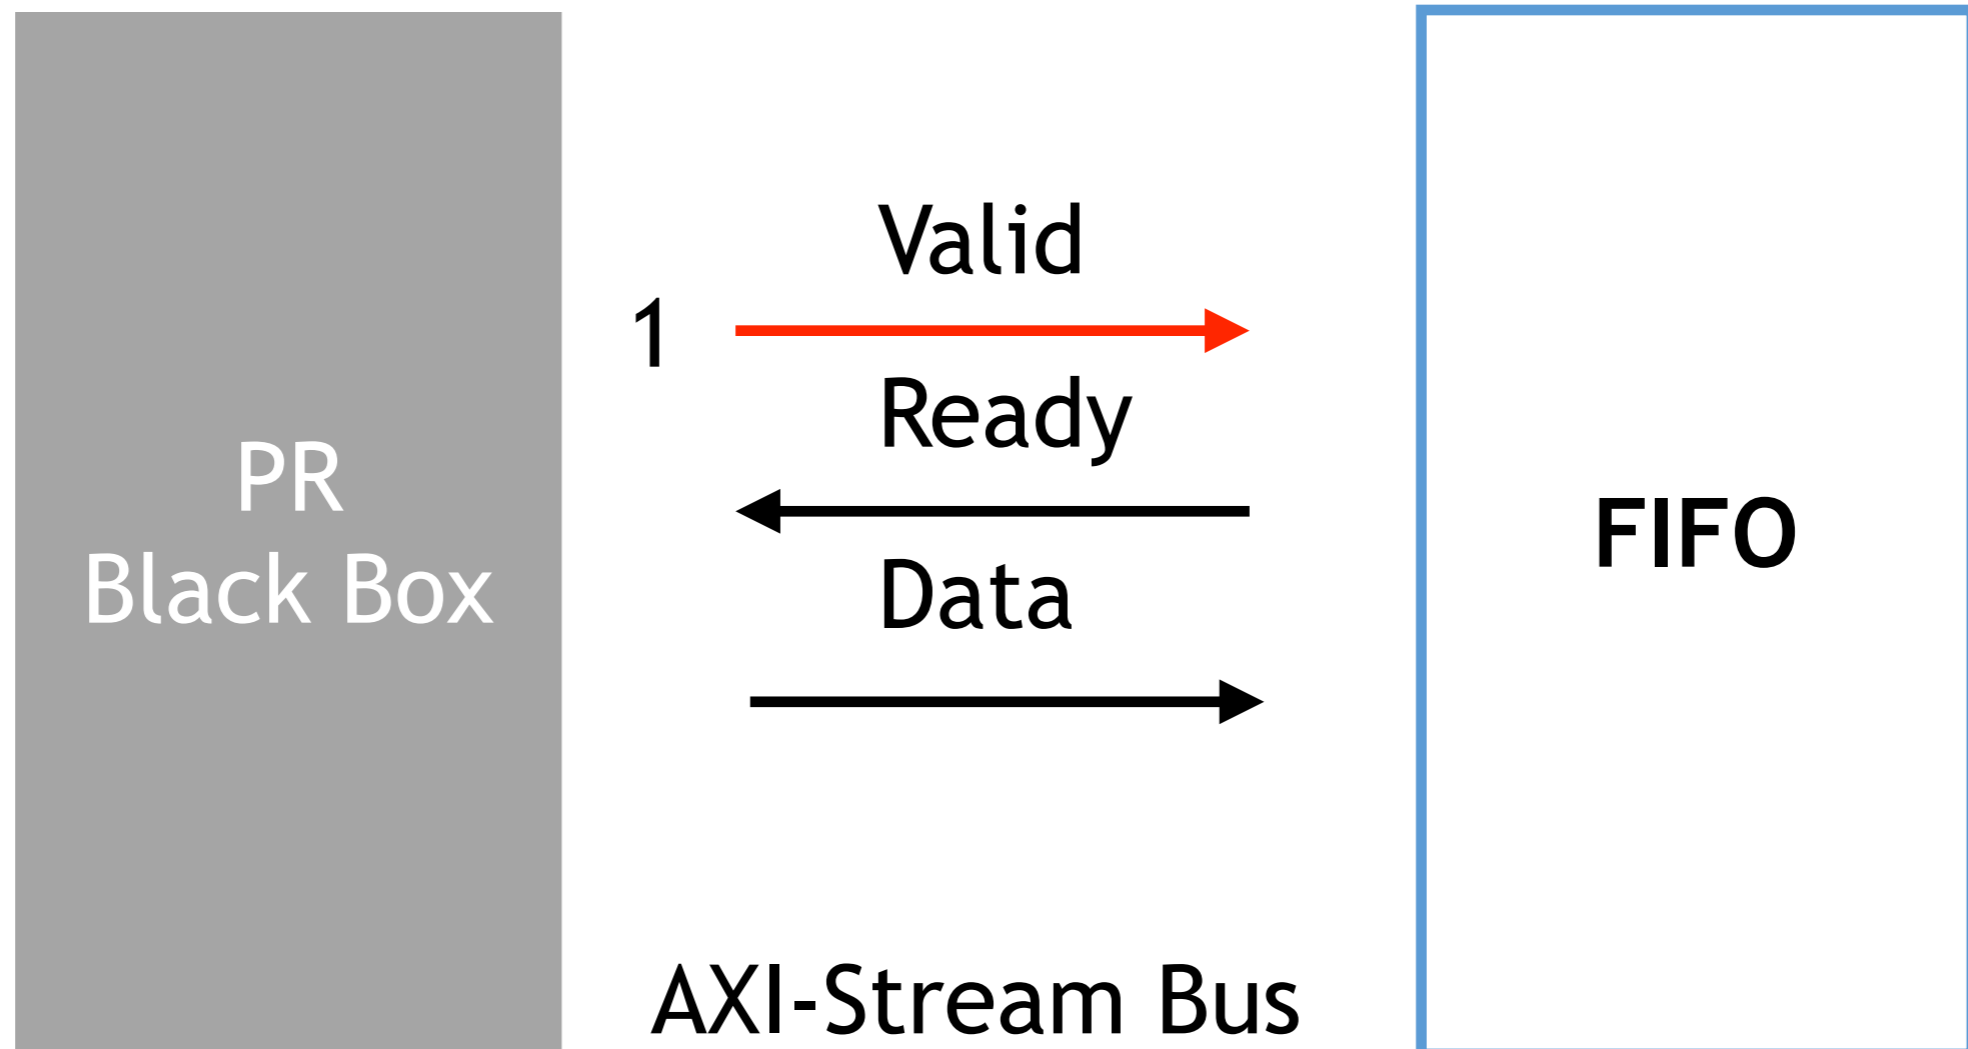 PR
Black Box
Valid
1
Ready
Data
AXI-Stream Bus
FIFO